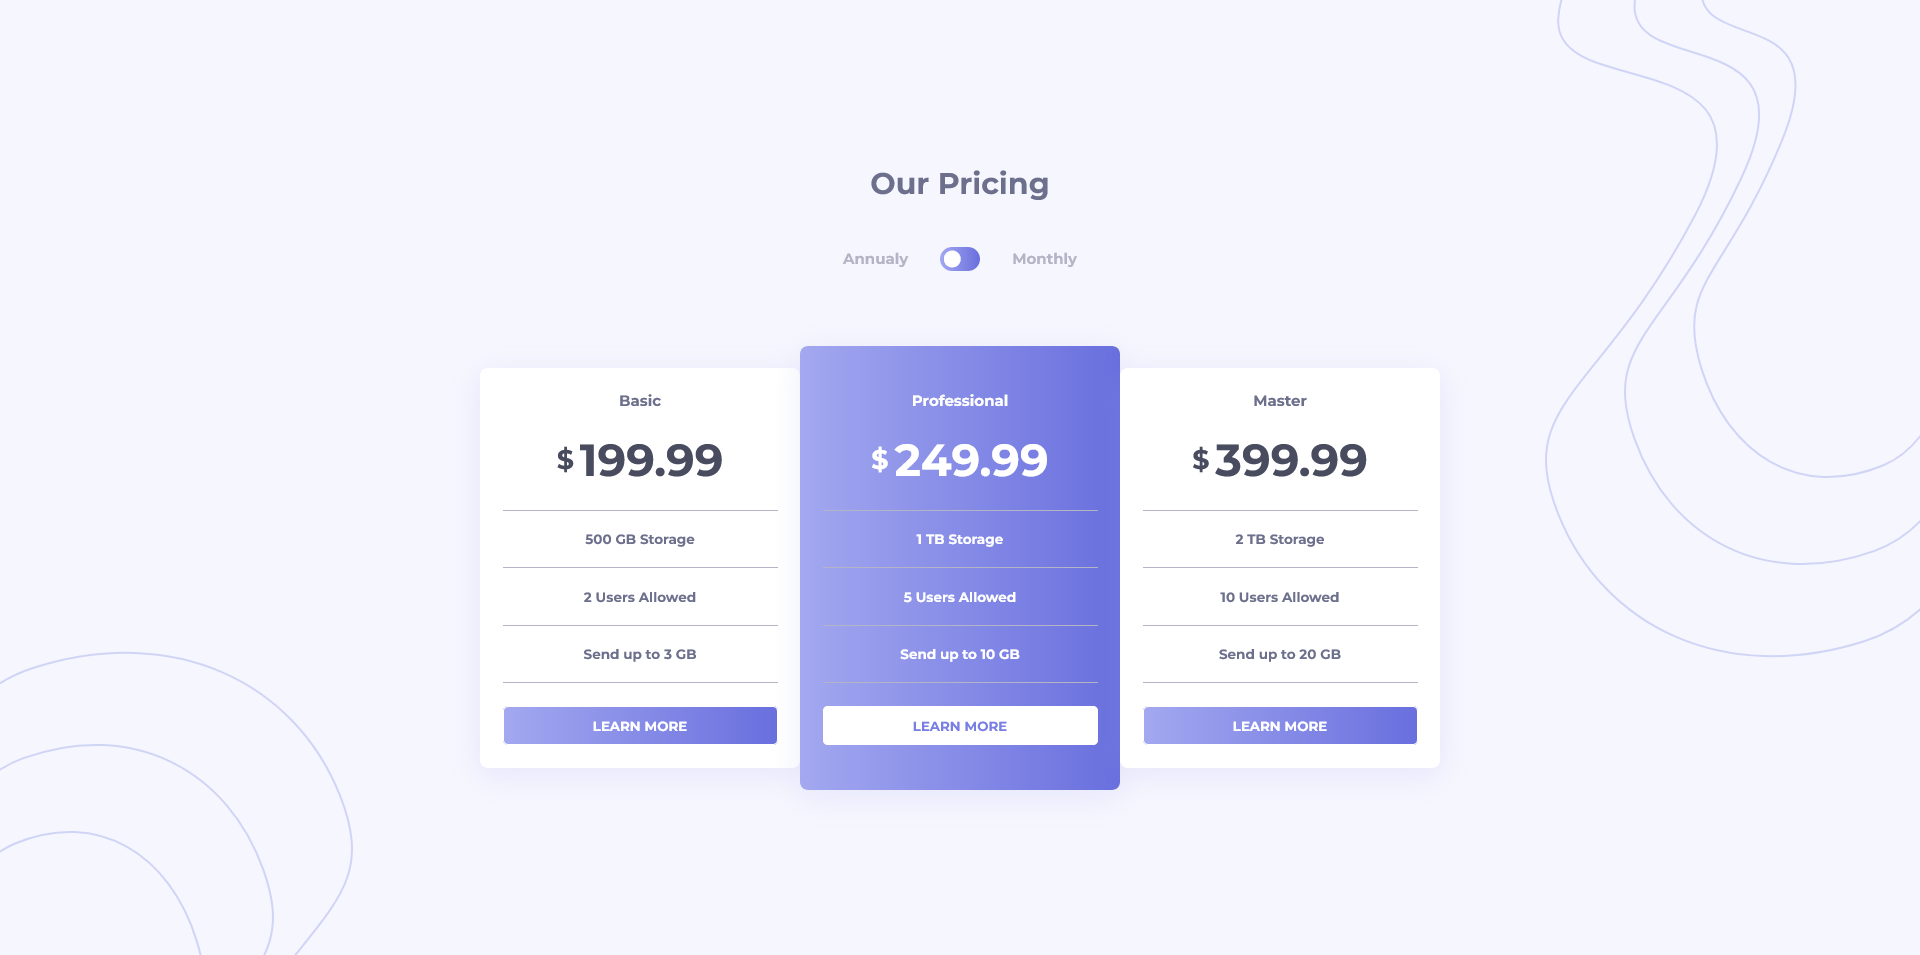 Our Pricing
Annualy
Monthly
Basic
$ 199.99
500 GB Storage
2 Users Allowed
Send up to 3 GB
LEARN MORE
Professional
$ 249.99
1 TB Storage
5 Users Allowed
Send up to 10 GB
LEARN MORE
Master
$ 399.99
2 TB Storage
10 Users Allowed
Send up to 20 GB
LEARN MORE